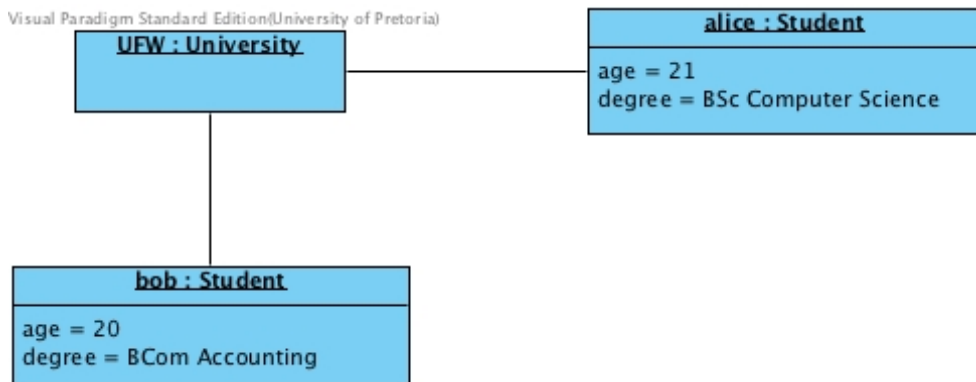 Visual Paradigm Standard Edition(University of Pretoria)
UFW : University
alice : Student
age = 21
degree = BSc Computer Science
bob : Student
age = 20
degree = BCom Accounting